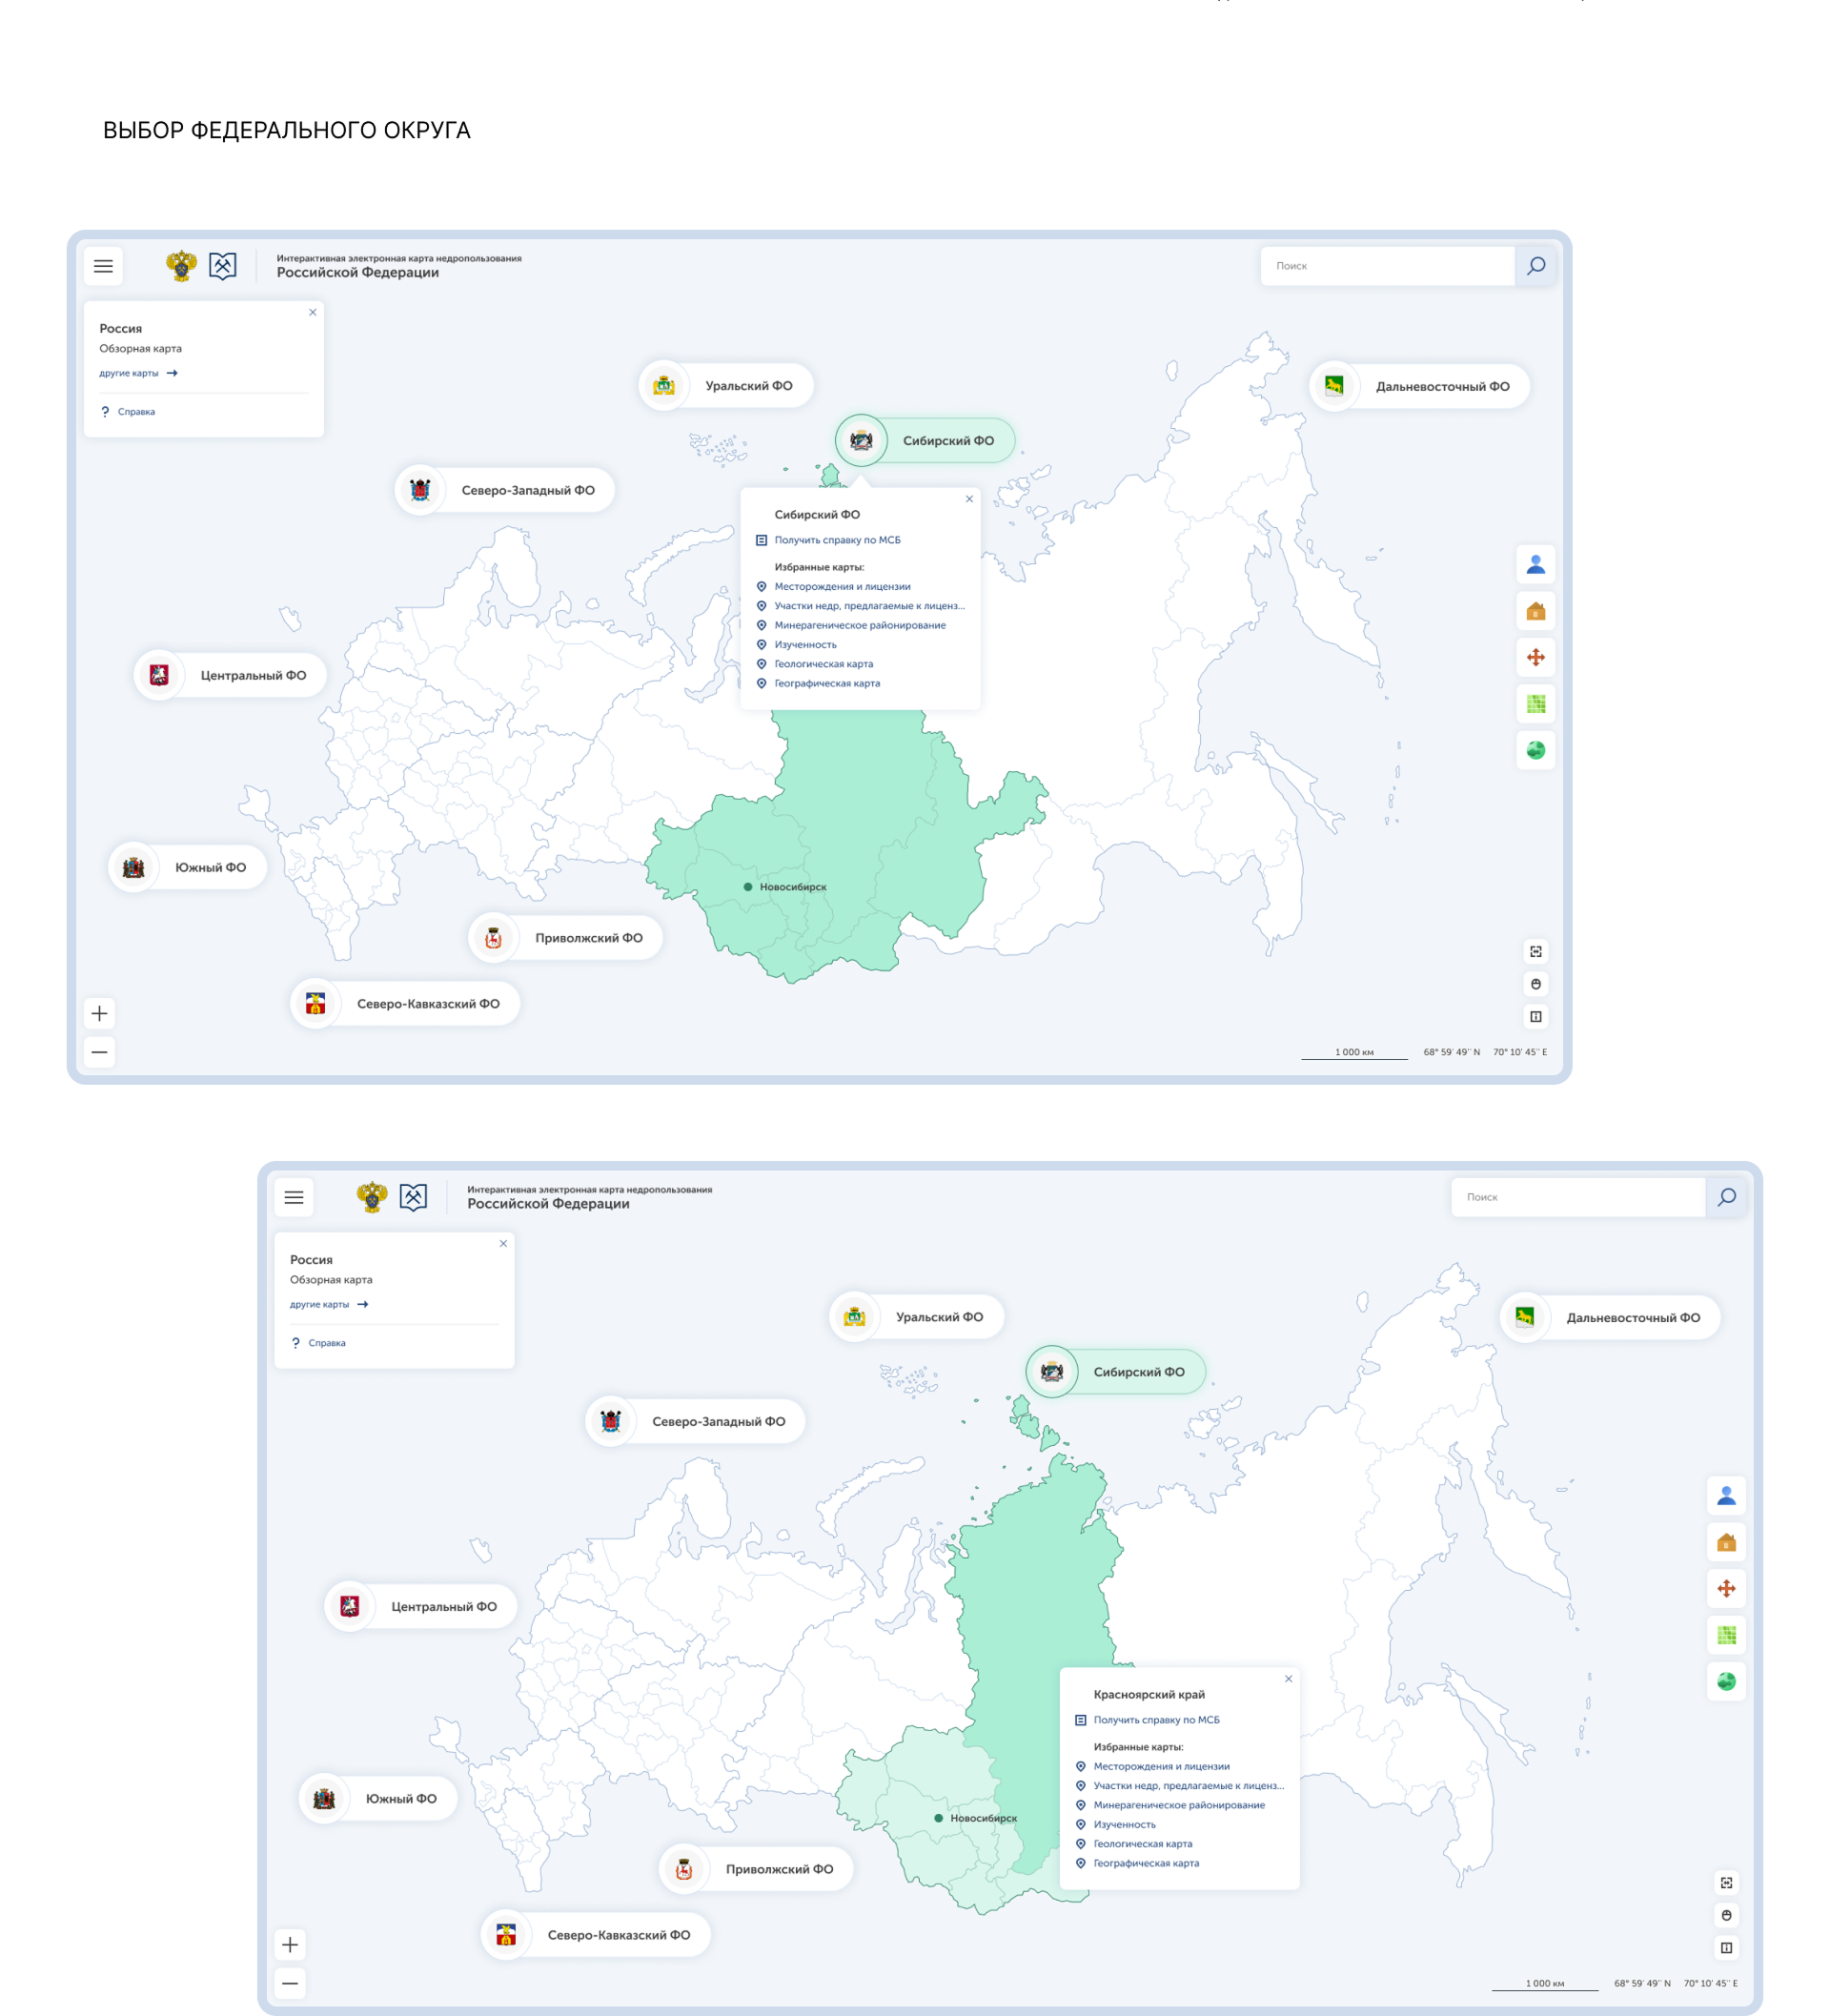 ВЫБОР ФЕДЕРАЛЬНОГО ОКРУГА
Интерактивная электронная карта недропользования
Российской Федерации
Поиск
Россия
Обзорная карта
другие карты
? Справка
Уральский ФО
Дальневосточный ФО
Сибирский ФО
Северо-Западный ФО
Сибирский ФО
Получить справку по МСБ
Избранные карты:
Месторождения и лицензии
Участки недр, предлагаемые к лиценз...
Минерагеническое районирование
Изученность
Геологическая карта
Географическая карта
Центральный ФО
Южный ФО
Новосибирск
Приволжский ФО
Северо-Кавказский ФО
1 000 км
68° 59' 49'' N
70° 10' 45'' E
Интерактивная электронная карта недропользования
Российской Федерации
Поиск
Россия
Обзорная карта
другие карты
? Справка
Уральский ФО
Дальневосточный ФО
Сибирский ФО
Северо-Западный ФО
Центральный ФО
Красноярский край
Получить справку по МСБ
Избранные карты:
Месторождения и лицензии
Участки недр, предлагаемые к лиценз...
Минерагеническое районирование
Изученность
Геологическая карта
Географическая карта
Южный ФО
Новосибирск
Приволжский ФО
Северо-Кавказский ФО
1 000 км
68° 59' 49'' N
70° 10' 45'' E